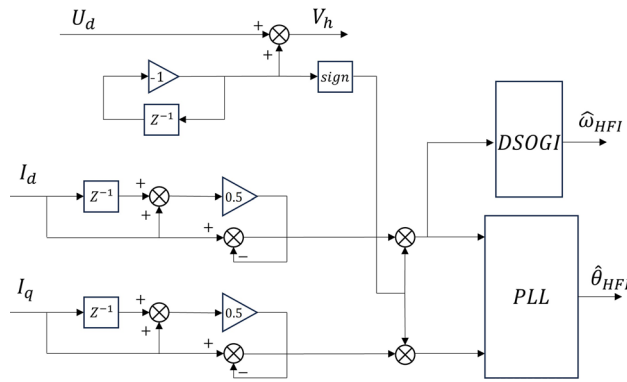 U_d + V_h
+
-1 sign
Z⁻¹
DSOGI ω̂_HFI
I_d Z⁻¹ + 0.5
+ +
−
PLL θ̂_HFI
I_q Z⁻¹ + 0.5
+ +
−